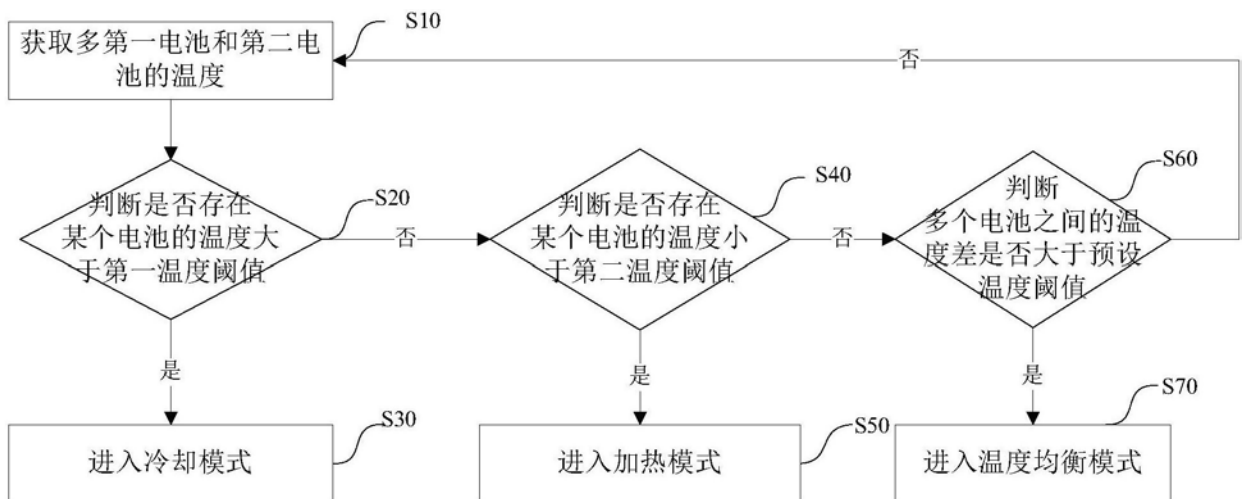 S10
获取多第一电池和第二电
池的温度
否
判断是否存在
某个电池的温度大
于第一温度阈值
S20
否
判断是否存在
某个电池的温度小
于第二温度阈值
S40
否
判断
多个电池之间的温
度差是否大于预设
温度阈值
S60
是
是
是
S30
进入冷却模式
S50
进入加热模式
S70
进入温度均衡模式